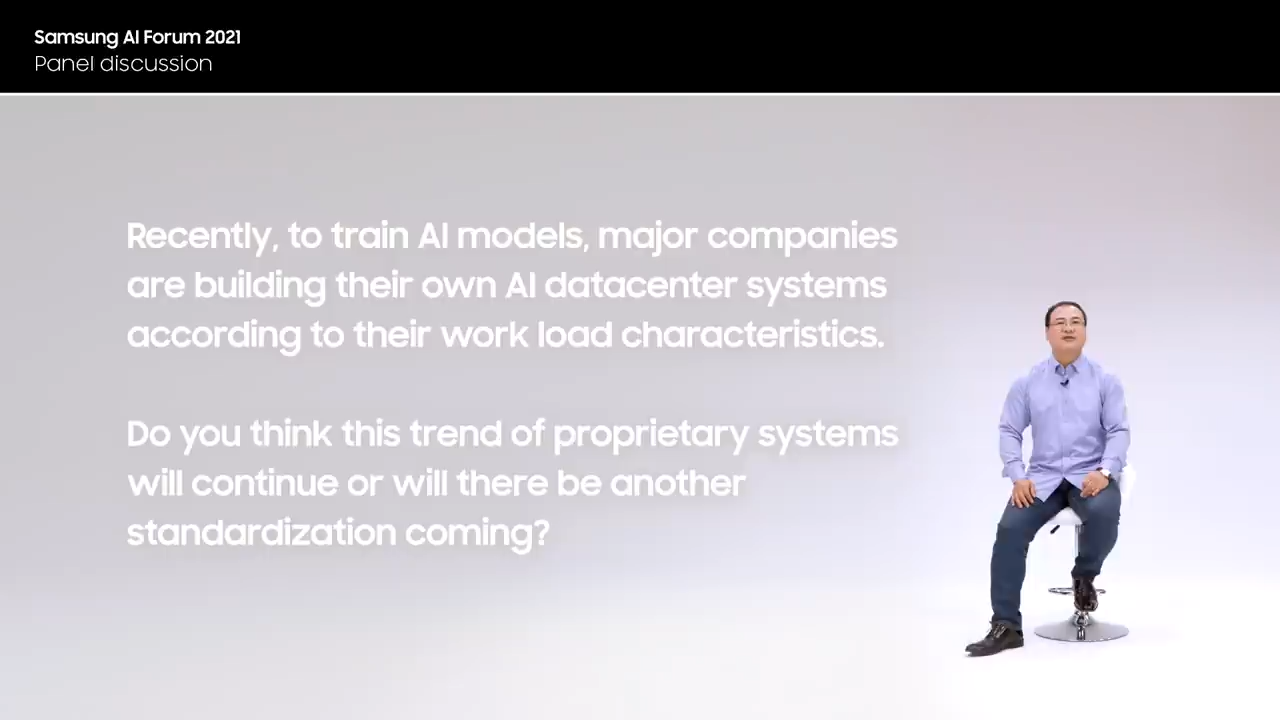 Samsung AI Forum 2021
Panel discussion
Recently, to train AI models, major companies
are building their own AI datacenter systems
according to their work load characteristics.
Do you think this trend of proprietary systems
will continue or will there be another
standardization coming?